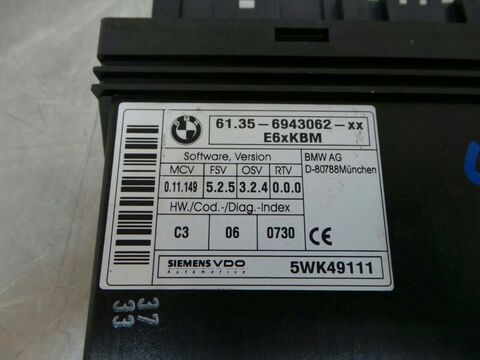 BMW
61.35 - 6943062 - xx
E6xKBM
Software, Version
BMW AG
MCV FSV OSV RTV
D-80788München
0.11.149 5.2.5 3.2.4 0.0.0
HW./Cod.-/Diag.-Index
C3 06 0730 CE
SIEMENS VDO
Automotive
5WK49111
37
33